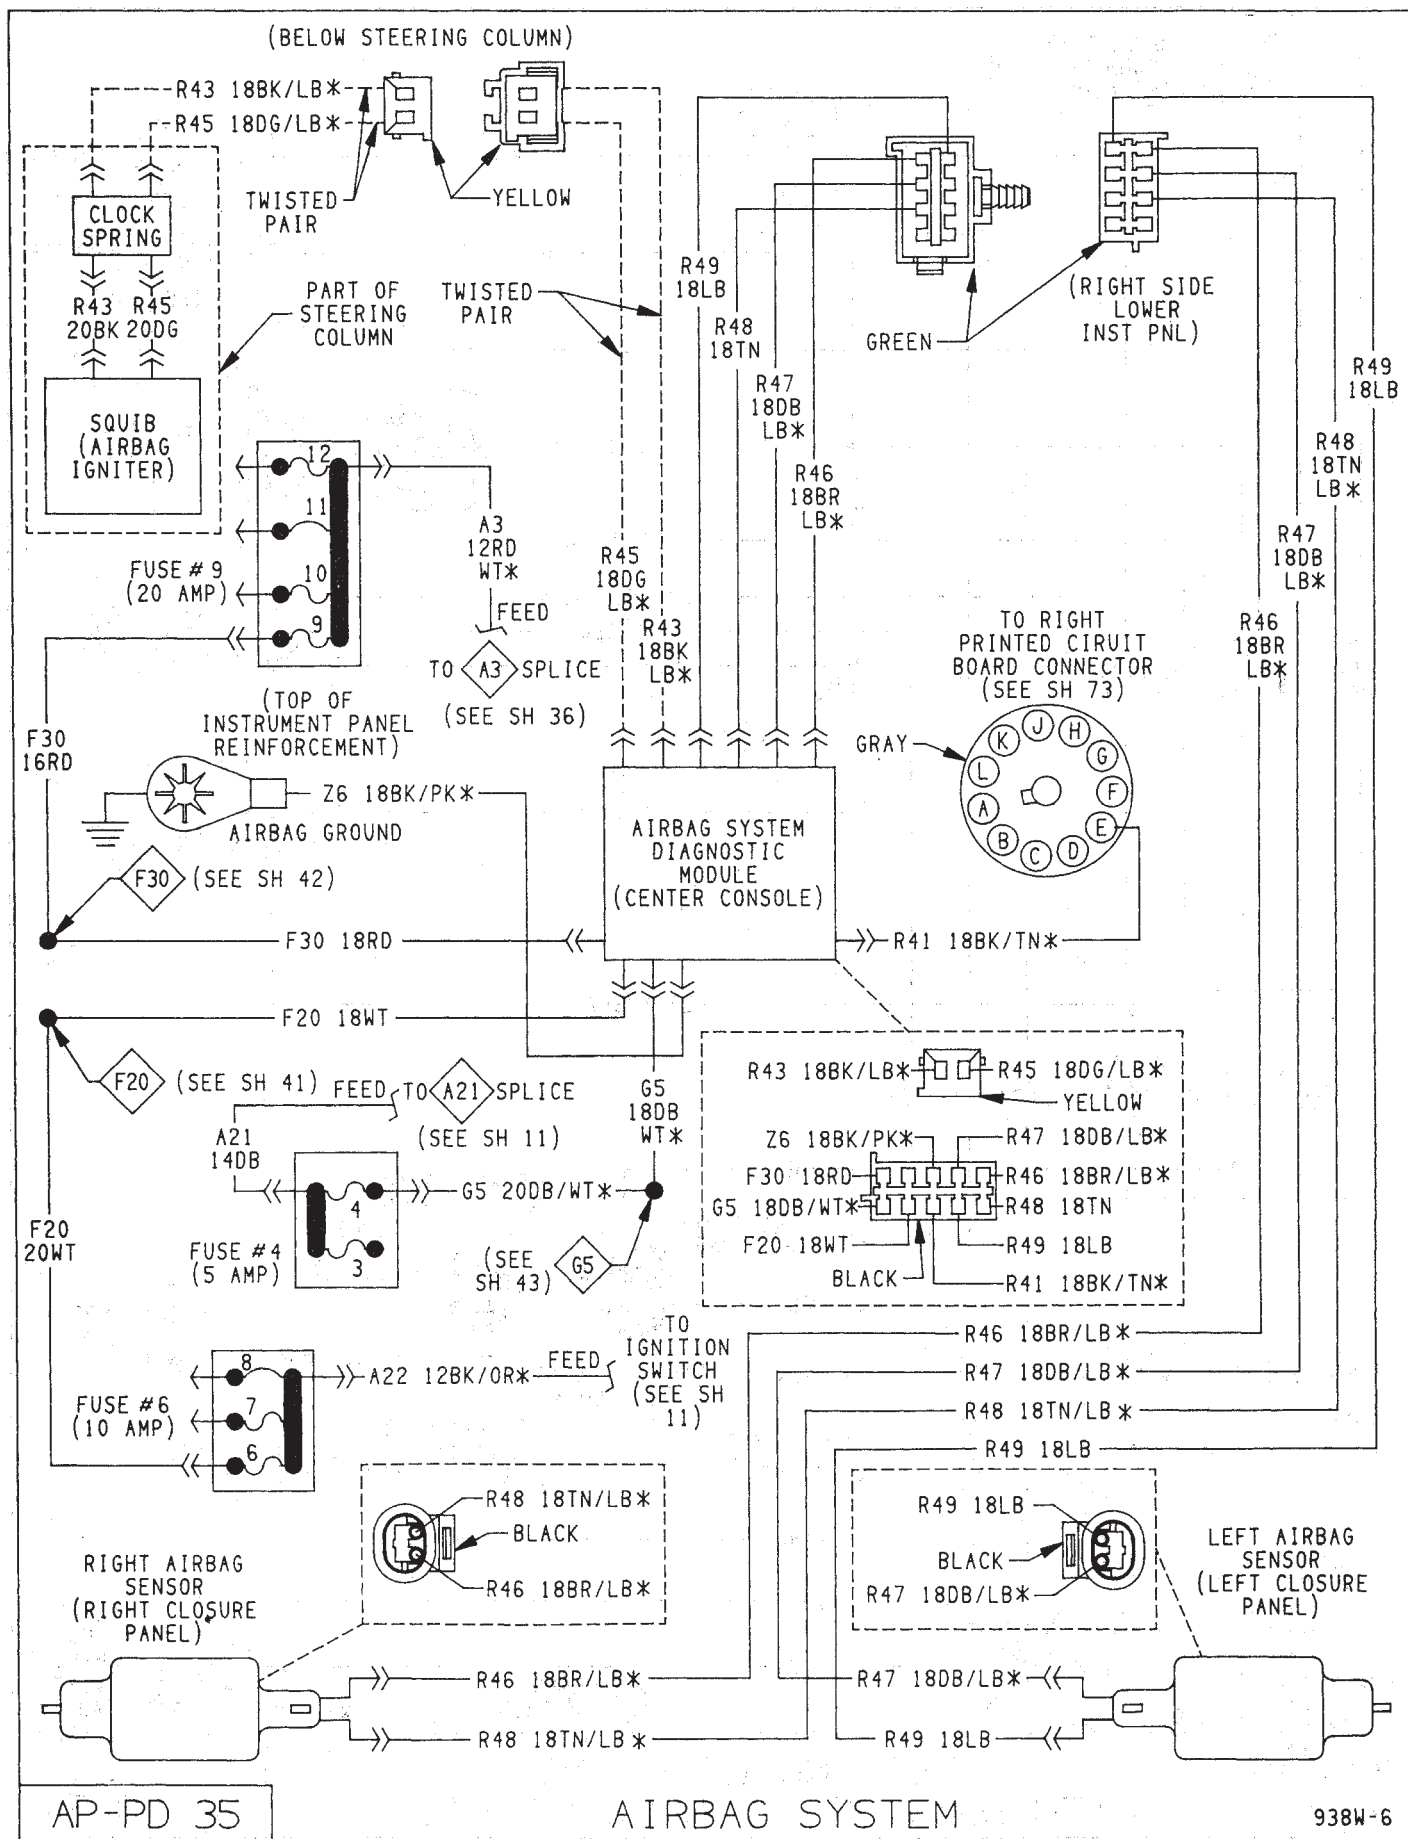 (BELOW STEERING COLUMN)
R43 18BK/LB*
R45 18DG/LB*
TWISTED
PAIR
YELLOW
CLOCK
SPRING
R43
20BK
R45
20DG
PART OF
STEERING
COLUMN
TWISTED
PAIR
SQUIB
(AIRBAG
IGNITER)
R49
18LB
R48
18TN
R47
18DB
LB*
R46
18BR
LB*
GREEN
(RIGHT SIDE
LOWER
INST PNL)
R49
18LB
R48
18TN
LB*
R47
18DB
LB*
R46
18BR
LB*
12
11
10
9
FUSE #9
(20 AMP)
A3
12RD
WT*
FEED
TO A3 SPLICE
(SEE SH 36)
R45
18DG
LB*
R43
18BK
LB*
TO RIGHT
PRINTED CIRUIT
BOARD CONNECTOR
(SEE SH 73)
GRAY
J
H
G
F
E
D
C
B
A
L
K
(TOP OF
INSTRUMENT PANEL
REINFORCEMENT)
F30
16RD
Z6 18BK/PK*
AIRBAG GROUND
F30 (SEE SH 42)
AIRBAG SYSTEM
DIAGNOSTIC
MODULE
(CENTER CONSOLE)
F30 18RD
R41 18BK/TN*
F20 18WT
F20 (SEE SH 41)
FEED TO A21 SPLICE
(SEE SH 11)
A21
14DB
G5
18DB
WT*
R43 18BK/LB*
R45 18DG/LB*
YELLOW
Z6 18BK/PK*
R47 18DB/LB*
F30 18RD
R46 18BR/LB*
G5 18DB/WT*
R48 18TN
F20 18WT
R49 18LB
BLACK
R41 18BK/TN*
G5 20DB/WT*
4
3
FUSE #4
(5 AMP)
(SEE
SH 43)
G5
F20
20WT
R46 18BR/LB*
R47 18DB/LB*
R48 18TN/LB*
R49 18LB
TO
IGNITION
SWITCH
(SEE SH
11)
FEED
A22 12BK/OR*
8
7
6
FUSE #6
(10 AMP)
R48 18TN/LB*
BLACK
R46 18BR/LB*
R49 18LB
BLACK
R47 18DB/LB*
RIGHT AIRBAG
SENSOR
(RIGHT CLOSURE
PANEL)
LEFT AIRBAG
SENSOR
(LEFT CLOSURE
PANEL)
R46 18BR/LB*
R48 18TN/LB*
R47 18DB/LB*
R49 18LB
AP-PD 35
AIRBAG SYSTEM
938W-6